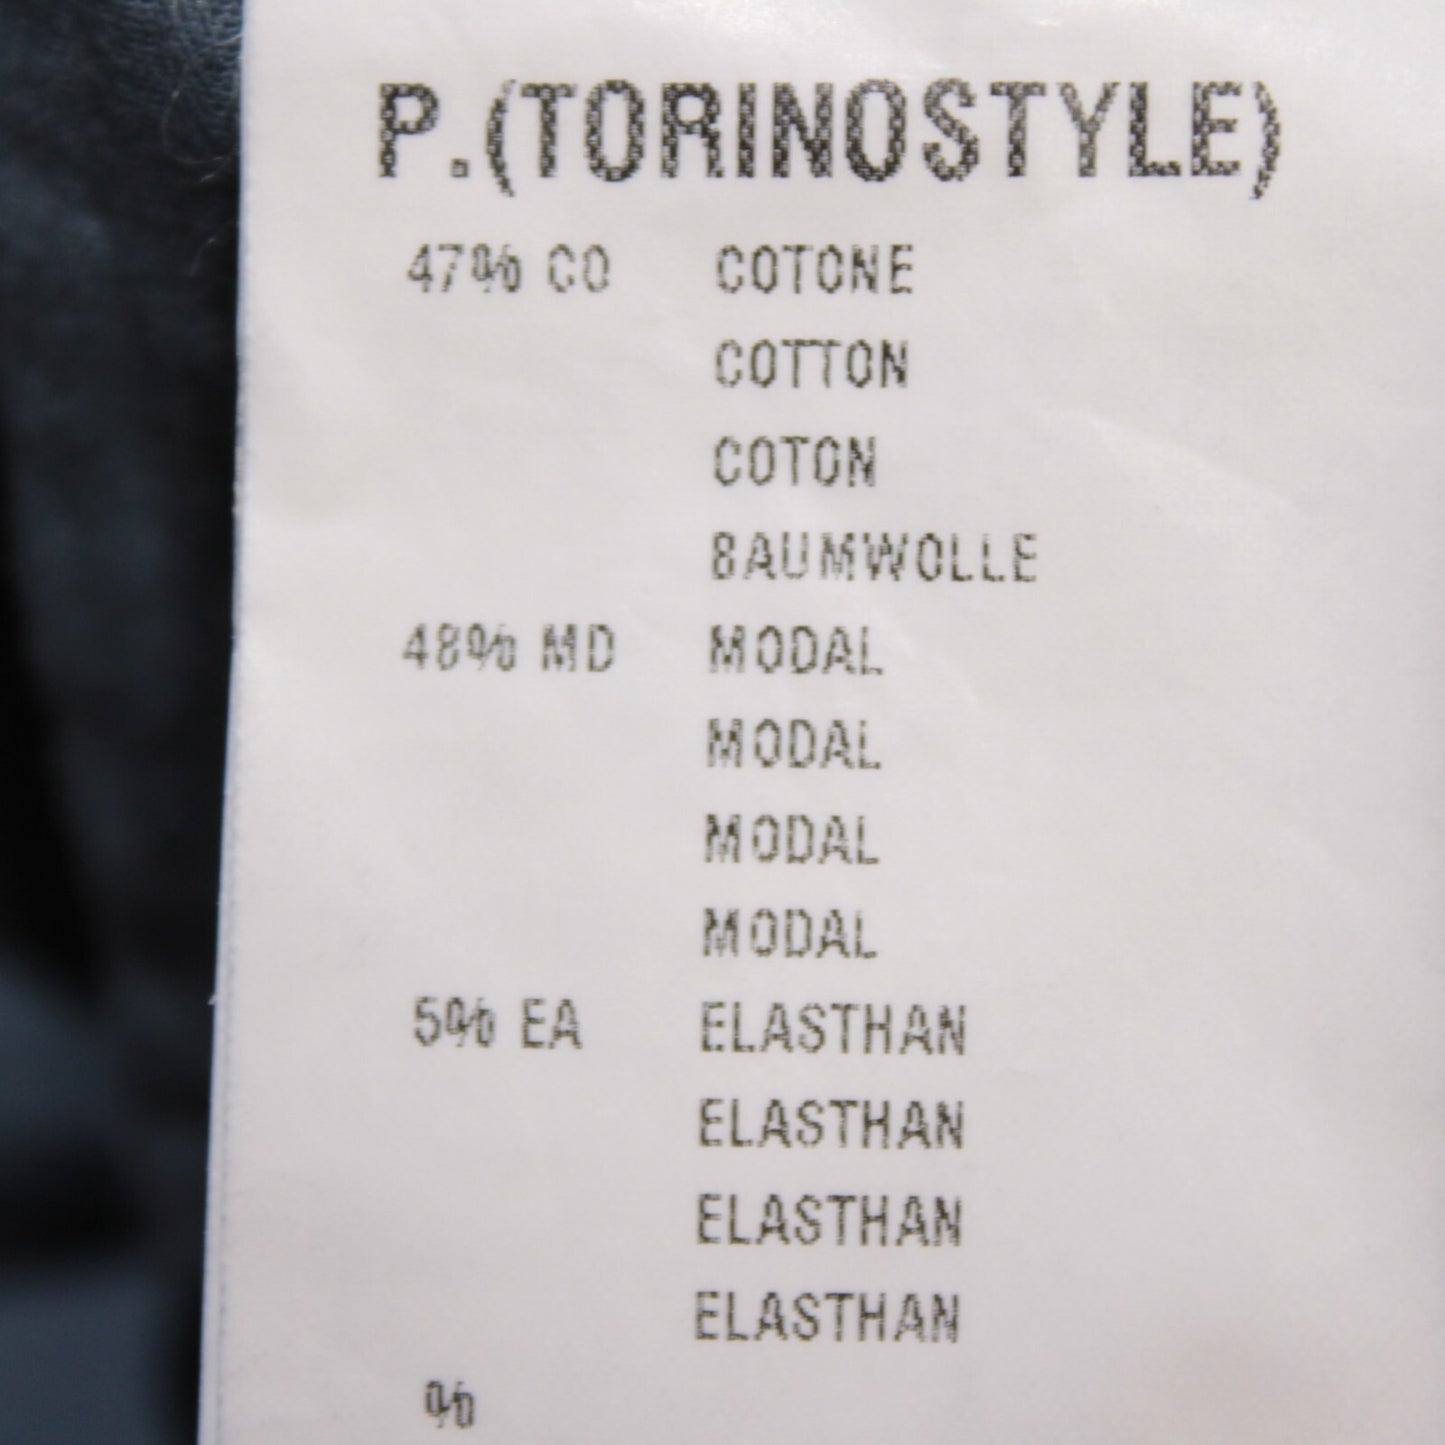 P.(TORINOSTYLE)
47% CO COTONE
COTTON
COTON
BAUMWOLLE
48% MD MODAL
MODAL
MODAL
MODAL
5% EA ELASTHAN
ELASTHAN
ELASTHAN
ELASTHAN
%